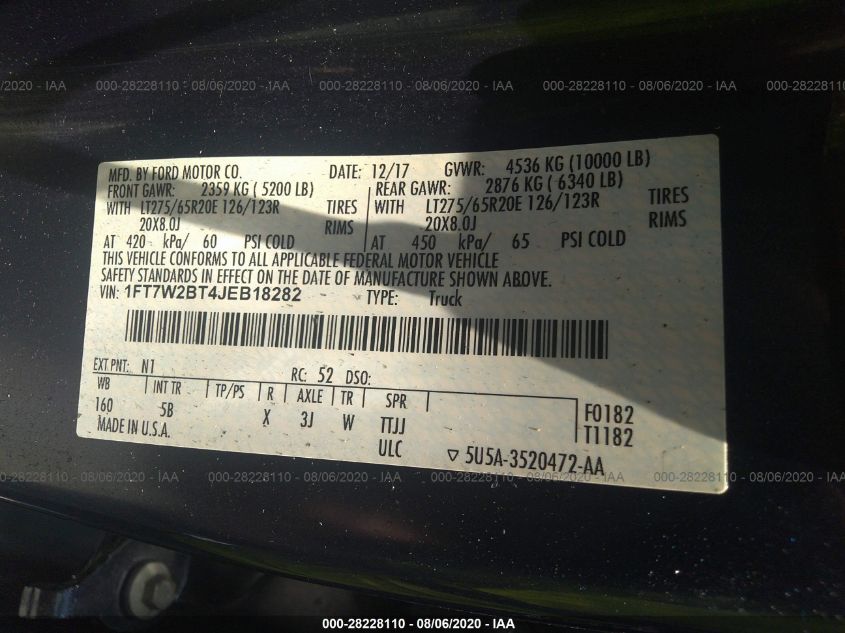 08/06/2020 - IAA 000-28228110 - 08/06/2020 - IAA 000-28228110 - 08/06/2020 - IAA 000-28228110
MFD. BY FORD MOTOR CO. DATE: 12/17 GVWR: 4536 KG (10000 LB)
FRONT GAWR: 2359 KG ( 5200 LB) REAR GAWR: 2876 KG ( 6340 LB)
WITH LT275/65R20E 126/123R TIRES WITH LT275/65R20E 126/123R TIRES
20X8.0J RIMS 20X8.0J RIMS
AT 420 kPa/ 60 PSI COLD AT 450 kPa/ 65 PSI COLD
THIS VEHICLE CONFORMS TO ALL APPLICABLE FEDERAL MOTOR VEHICLE
SAFETY STANDARDS IN EFFECT ON THE DATE OF MANUFACTURE SHOWN ABOVE.
VIN: 1FT7W2BT4JEB18282 TYPE: Truck
EXT PNT: N1 RC: 52 DSO:
WB INT TR TP/PS R AXLE TR SPR
160 5B X 3J W TTJJ F0182
MADE IN U.S.A. ULC T1182
▽ 5U5A-3520472-AA
08/06/2020 - IAA 000-28228110 - 08/06/2020 - IAA 000-28228110 - 08/06/2020 - IAA 000-28228110
000-28228110 - 08/06/2020 - IAA